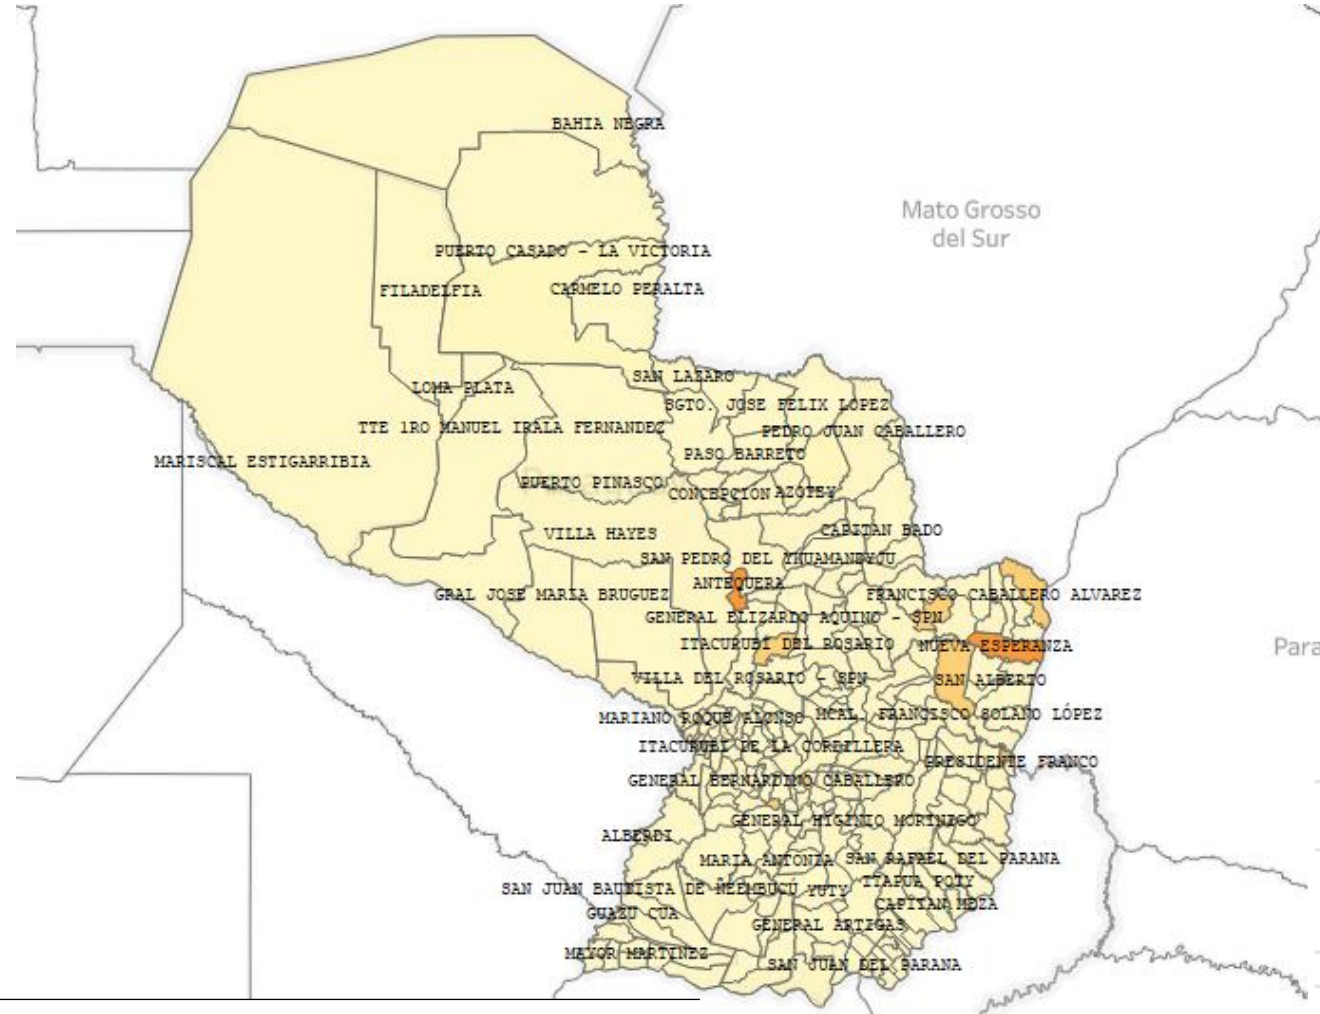 BAHIA NEGRA
Mato Grosso
del Sur
PUERTO CASADO - LA VICTORIA
FILADELFIA
CARMELO PERALTA
SAN LAZARO
LOMA PLATA
SGTO. JOSE FELIX LOPEZ
TTE 1RO MANUEL IRALA FERNANDEZ
PEDRO JUAN CABALLERO
PASO BARRETO
MARISCAL ESTIGARRIBIA
PUERTO PINASCO
CONCEPCION
AZOTEY
VILLA HAYES
CAPITAN BADO
SAN PEDRO DEL YKUAMANDYJU
ANTEQUERA
GRAL JOSE MARIA BRUGUEZ
FRANCISCO CABALLERO ALVAREZ
GENERAL ELIZARDO AQUINO - SPN
ITACURUBI DEL ROSARIO
NUEVA ESPERANZA
Para
VILLA DEL ROSARIO - SPN
SAN ALBERTO
MARIANO ROQUE ALONSO
MCAL. FRANCISCO SOLANO LÓPEZ
ITACURUBI DE LA CORDILLERA
PRESIDENTE FRANCO
GENERAL BERNARDINO CABALLERO
GENERAL HIGINIO MORINIGO
ALBERDI
MARIA ANTONIA
SAN RAFAEL DEL PARANA
SAN JUAN BAUTISTA DE ÑEEMBUCÚ
YUTY
ITAPUA POTY
CAPITAN MEZA
GUAZU CUA
GENERAL ARTIGAS
MAYOR MARTINEZ
SAN JUAN DEL PARANA